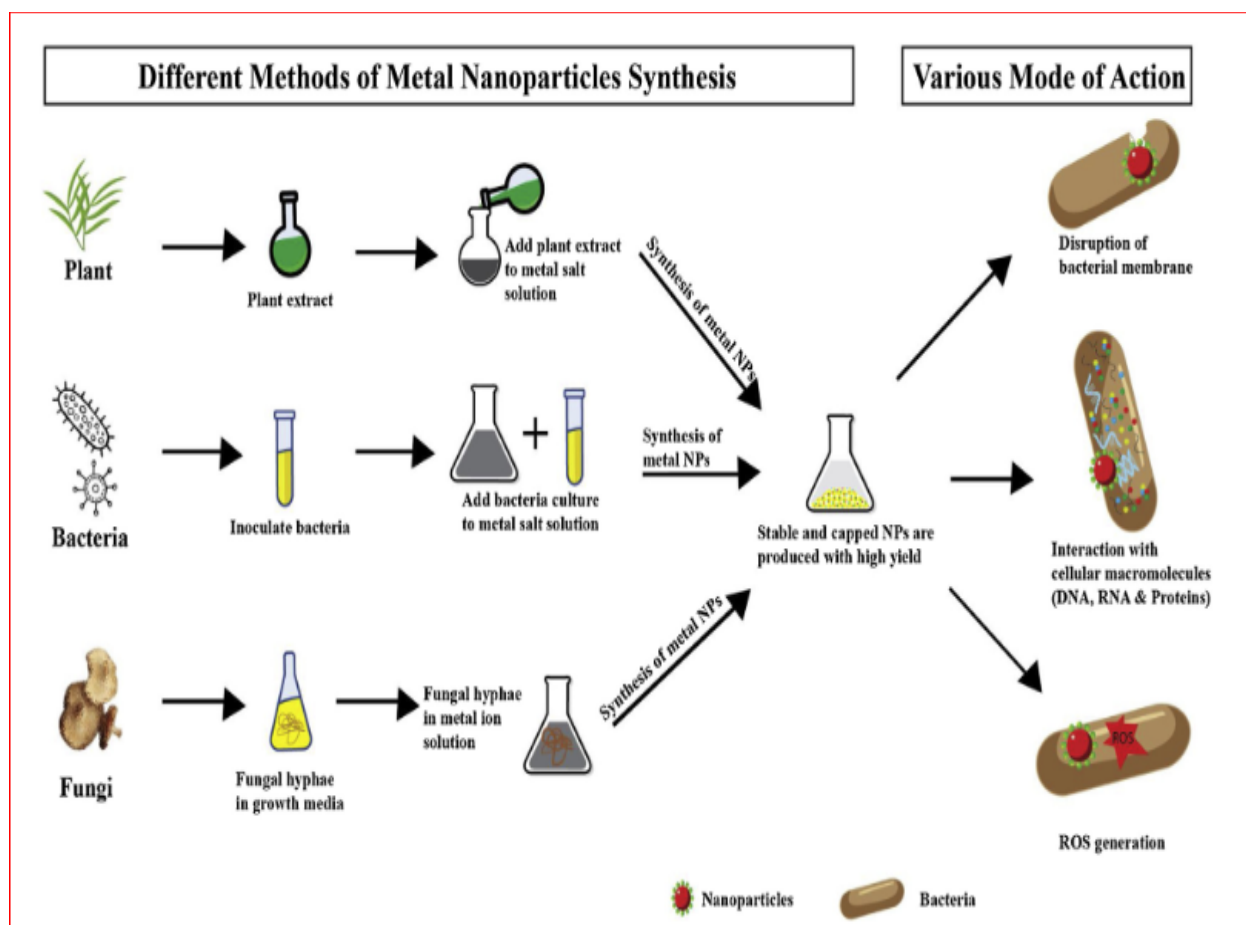 Different Methods of Metal Nanoparticles Synthesis
Various Mode of Action
Plant
Plant extract
Add plant extract
to metal salt
solution
Synthesis of metal NPs
Disruption of
bacterial membrane
Bacteria
Inoculate bacteria
+
Add bacteria culture
to metal salt solution
Synthesis of
metal NPs
Stable and capped NPs are
produced with high yield
Interaction with
cellular macromolecules
(DNA, RNA & Proteins)
Fungi
Fungal hyphae
in growth media
Fungal hyphae
in metal ion
solution
Synthesis of metal NPs
ROS
ROS generation
Nanoparticles
Bacteria